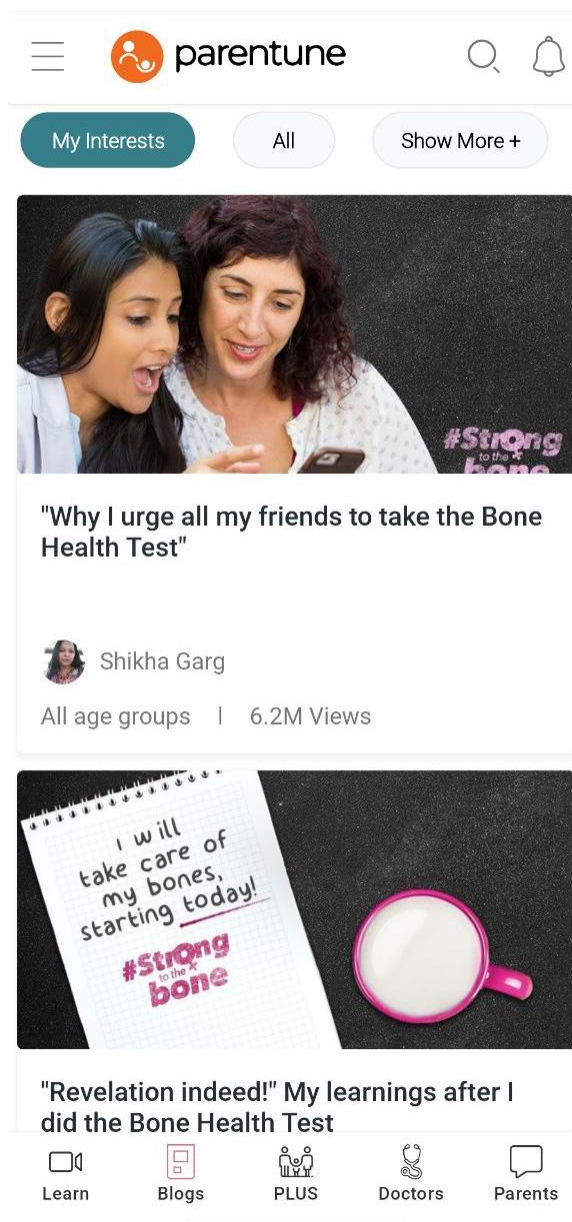 parentune
My Interests
All
Show More +
#Strong
to the
bone
"Why I urge all my friends to take the Bone
Health Test"
Shikha Garg
All age groups | 6.2M Views
I will
take care of
my bones,
starting today!
#Strong
to the
bone
"Revelation indeed!" My learnings after I
did the Bone Health Test
Learn
Blogs
PLUS
Doctors
Parents